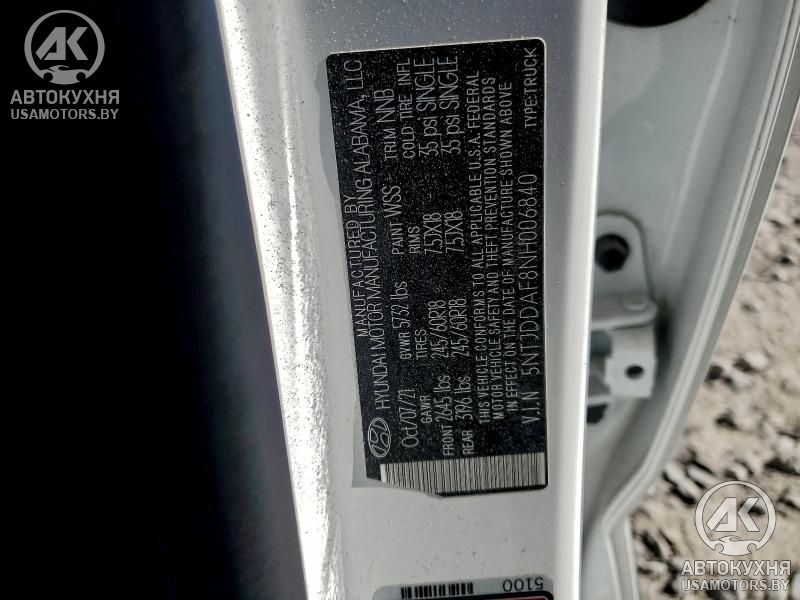 АВТОКУХНЯ
USAMOTORS.BY
MANUFACTURED BY
HYUNDAI MOTOR MANUFACTURING ALABAMA, LLC
Oct/07/21 GVWR 5732 lbs PAINT WSS TRIM NNB
GAWR TIRES RIMS COLD TIRE NFL
FRONT 2645 lbs 245/60R18 7.5JX18 35 psi SINGLE
REAR 3196 lbs 245/60R18 7.5JX18 35 psi SINGLE
THIS VEHICLE CONFORMS TO ALL APPLICABLE U.S.A. FEDERAL
MOTOR VEHICLE SAFETY AND THEFT PREVENTION STANDARDS
IN EFFECT ON THE DATE OF MANUFACTURE SHOWN ABOVE
V.I.N 5NTJDDAF8NH006840 TYPE:TRUCK
5100
АВТОКУХНЯ
USAMOTORS.BY